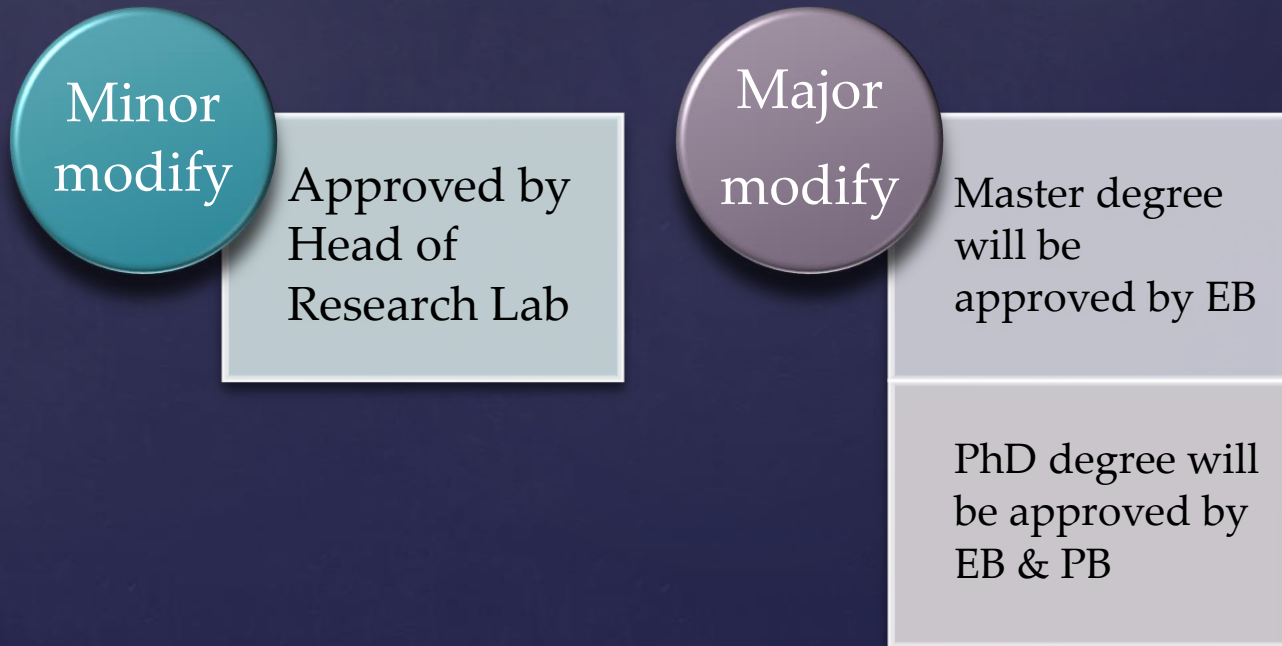 Minor
modify
Approved by
Head of
Research Lab
Major
modify
Master degree
will be
approved by EB
PhD degree will
be approved by
EB & PB